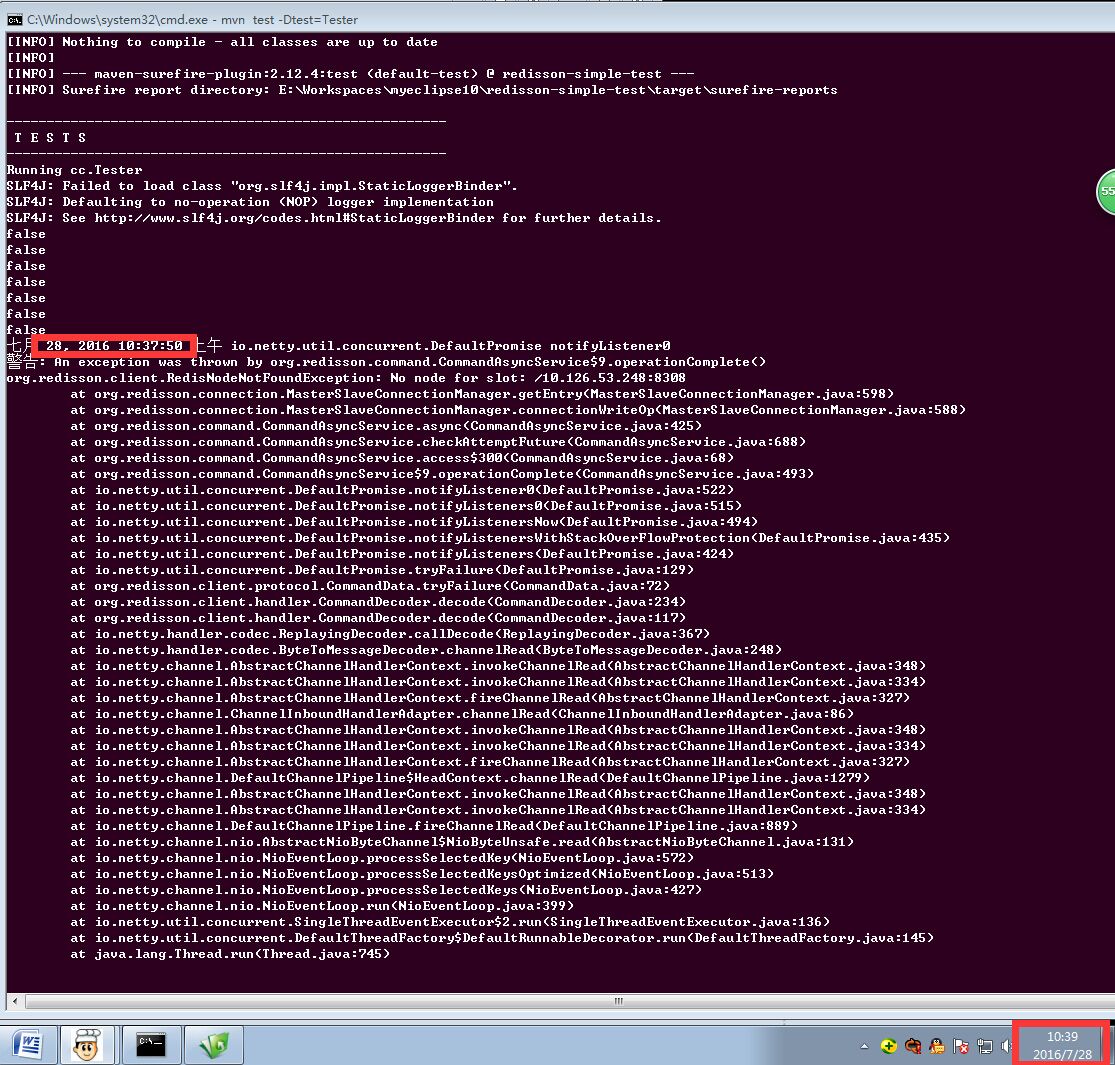 C:\Windows\system32\cmd.exe - mvn  test -Dtest=Tester
[INFO] Nothing to compile - all classes are up to date
[INFO]
[INFO] --- maven-surefire-plugin:2.12.4:test (default-test) @ redisson-simple-test ---
[INFO] Surefire report directory: E:\Workspaces\myeclipse10\redisson-simple-test\target\surefire-reports
-------------------------------------------------------
 T E S T S
-------------------------------------------------------
Running cc.Tester
SLF4J: Failed to load class "org.slf4j.impl.StaticLoggerBinder".
SLF4J: Defaulting to no-operation (NOP) logger implementation
SLF4J: See http://www.slf4j.org/codes.html#StaticLoggerBinder for further details.
false
false
false
false
false
false
false
七月 28, 2016 10:37:50 上午 io.netty.util.concurrent.DefaultPromise notifyListener0
警告: An exception was thrown by org.redisson.command.CommandAsyncService$9.operationComplete()
org.redisson.client.RedisNodeNotFoundException: No node for slot: /10.126.53.248:8308
at org.redisson.connection.MasterSlaveConnectionManager.getEntry(MasterSlaveConnectionManager.java:598)
at org.redisson.connection.MasterSlaveConnectionManager.connectionWriteOp(MasterSlaveConnectionManager.java:588)
at org.redisson.command.CommandAsyncService.async(CommandAsyncService.java:425)
at org.redisson.command.CommandAsyncService.checkAttemptFuture(CommandAsyncService.java:688)
at org.redisson.command.CommandAsyncService.access$300(CommandAsyncService.java:68)
at org.redisson.command.CommandAsyncService$9.operationComplete(CommandAsyncService.java:493)
at io.netty.util.concurrent.DefaultPromise.notifyListener0(DefaultPromise.java:522)
at io.netty.util.concurrent.DefaultPromise.notifyListeners0(DefaultPromise.java:515)
at io.netty.util.concurrent.DefaultPromise.notifyListenersNow(DefaultPromise.java:494)
at io.netty.util.concurrent.DefaultPromise.notifyListenersWithStackOverFlowProtection(DefaultPromise.java:435)
at io.netty.util.concurrent.DefaultPromise.notifyListeners(DefaultPromise.java:424)
at io.netty.util.concurrent.DefaultPromise.tryFailure(DefaultPromise.java:129)
at org.redisson.client.protocol.CommandData.tryFailure(CommandData.java:72)
at org.redisson.client.handler.CommandDecoder.decode(CommandDecoder.java:234)
at org.redisson.client.handler.CommandDecoder.decode(CommandDecoder.java:117)
at io.netty.handler.codec.ReplayingDecoder.callDecode(ReplayingDecoder.java:367)
at io.netty.handler.codec.ByteToMessageDecoder.channelRead(ByteToMessageDecoder.java:248)
at io.netty.channel.AbstractChannelHandlerContext.invokeChannelRead(AbstractChannelHandlerContext.java:348)
at io.netty.channel.AbstractChannelHandlerContext.invokeChannelRead(AbstractChannelHandlerContext.java:334)
at io.netty.channel.AbstractChannelHandlerContext.fireChannelRead(AbstractChannelHandlerContext.java:327)
at io.netty.channel.ChannelInboundHandlerAdapter.channelRead(ChannelInboundHandlerAdapter.java:86)
at io.netty.channel.AbstractChannelHandlerContext.invokeChannelRead(AbstractChannelHandlerContext.java:348)
at io.netty.channel.AbstractChannelHandlerContext.invokeChannelRead(AbstractChannelHandlerContext.java:334)
at io.netty.channel.AbstractChannelHandlerContext.fireChannelRead(AbstractChannelHandlerContext.java:327)
at io.netty.channel.DefaultChannelPipeline$HeadContext.channelRead(DefaultChannelPipeline.java:1279)
at io.netty.channel.AbstractChannelHandlerContext.invokeChannelRead(AbstractChannelHandlerContext.java:348)
at io.netty.channel.AbstractChannelHandlerContext.invokeChannelRead(AbstractChannelHandlerContext.java:334)
at io.netty.channel.DefaultChannelPipeline.fireChannelRead(DefaultChannelPipeline.java:889)
at io.netty.channel.nio.AbstractNioByteChannel$NioByteUnsafe.read(AbstractNioByteChannel.java:131)
at io.netty.channel.nio.NioEventLoop.processSelectedKey(NioEventLoop.java:572)
at io.netty.channel.nio.NioEventLoop.processSelectedKeysOptimized(NioEventLoop.java:513)
at io.netty.channel.nio.NioEventLoop.processSelectedKeys(NioEventLoop.java:427)
at io.netty.channel.nio.NioEventLoop.run(NioEventLoop.java:399)
at io.netty.util.concurrent.SingleThreadEventExecutor$2.run(SingleThreadEventExecutor.java:136)
at io.netty.util.concurrent.DefaultThreadFactory$DefaultRunnableDecorator.run(DefaultThreadFactory.java:145)
at java.lang.Thread.run(Thread.java:745)
55
10:39
2016/7/28